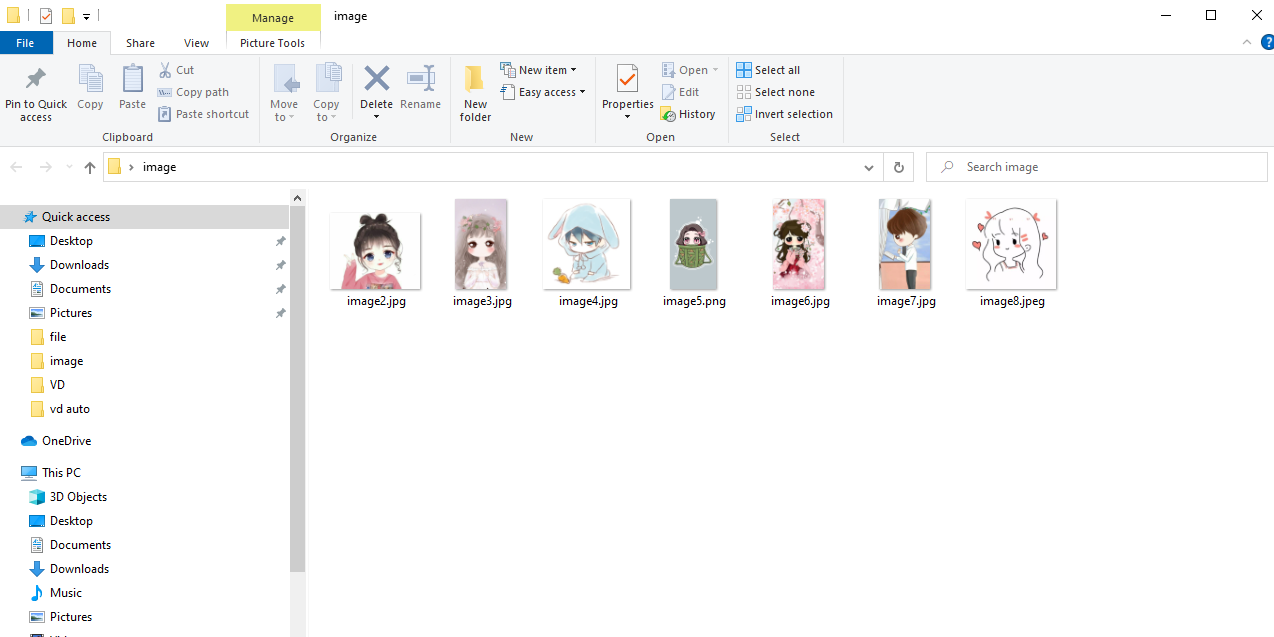 Manage
image
File
Home
Share
View
Picture Tools
Pin to Quick
access
Copy
Paste
Cut
Copy path
Paste shortcut
Clipboard
Move
to
Copy
to
Delete
Rename
Organize
New
folder
New item
Easy access
New
Properties
Open
Edit
History
Open
Select all
Select none
Invert selection
Select
image
Search image
Quick access
Desktop
Downloads
Documents
Pictures
file
image
VD
vd auto
OneDrive
This PC
3D Objects
Desktop
Documents
Downloads
Music
Pictures
image2.jpg
image3.jpg
image4.jpg
image5.png
image6.jpg
image7.jpg
image8.jpeg